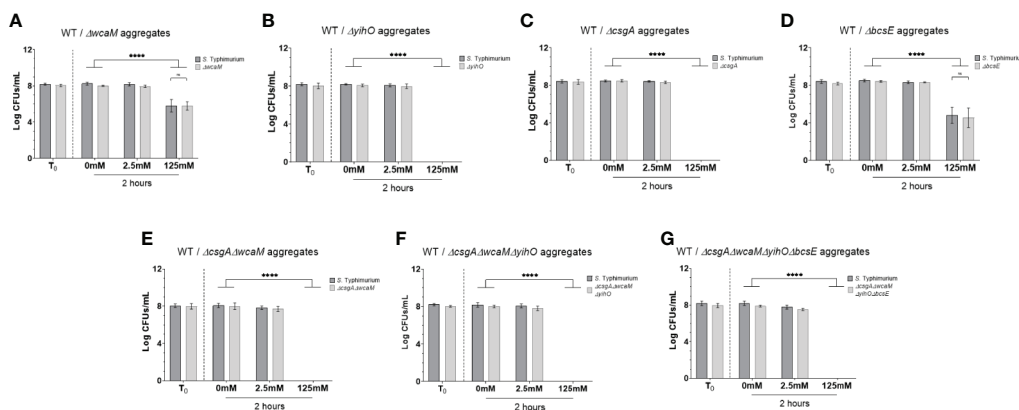 A
WT / ΔwcaM aggregates
Log CFUs/mL
12
8
4
0
****
ns
S. Typhimurium
ΔwcaM
T0
0mM
2.5mM
125mM
2 hours
B
WT / ΔyihO aggregates
Log CFUs/mL
12
8
4
0
****
S. Typhimurium
ΔyihO
T0
0mM
2.5mM
125mM
2 hours
C
WT / ΔcsgA aggregates
Log CFUs/mL
12
8
4
0
****
S. Typhimurium
ΔcsgA
T0
0mM
2.5mM
125mM
2 hours
D
WT / ΔbcsE aggregates
Log CFUs/mL
12
8
4
0
****
ns
S. Typhimurium
ΔbcsE
T0
0mM
2.5mM
125mM
2 hours
E
WT / ΔcsgAΔwcaM aggregates
Log CFUs/mL
12
8
4
0
****
S. Typhimurium
ΔcsgAΔwcaM
T0
0mM
2.5mM
125mM
2 hours
F
WT / ΔcsgAΔwcaMΔyihO aggregates
Log CFUs/mL
12
8
4
0
****
S. Typhimurium
ΔcsgAΔwcaM
ΔyihO
T0
0mM
2.5mM
125mM
2 hours
G
WT / ΔcsgAΔwcaMΔyihOΔbcsE aggregates
Log CFUs/mL
12
8
4
0
****
S. Typhimurium
ΔcsgAΔwcaM
ΔyihOΔbcsE
T0
0mM
2.5mM
125mM
2 hours